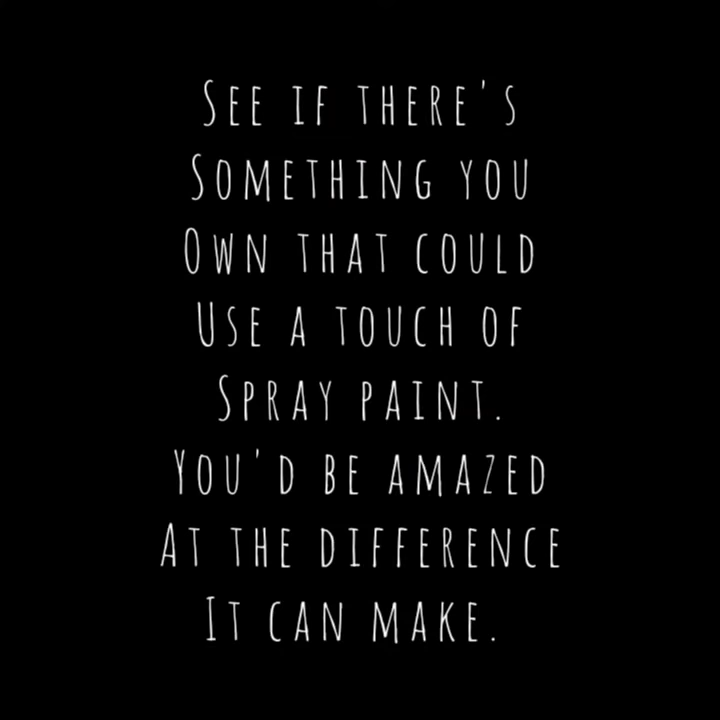 See if there's
Something you
Own that could
Use a touch of
Spray paint.
You'd be amazed
At the difference
It can make.